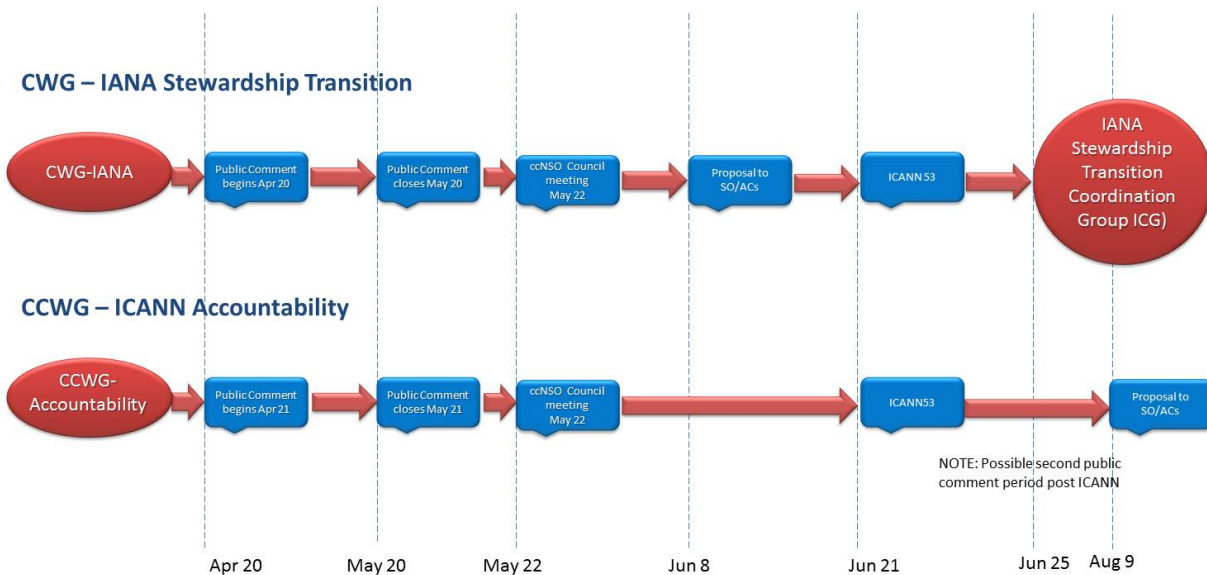 CWG – IANA Stewardship Transition
CWG-IANA
Public Comment
begins Apr 20
Public Comment
closes May 20
ccNSO Council
meeting
May 22
Proposal to
SO/ACs
ICANN 53
IANA
Stewardship
Transition
Coordination
Group ICG)
CCWG – ICANN Accountability
CCWG-
Accountability
Public Comment
begins Apr 21
Public Comment
closes May 21
ccNSO Council
meeting
May 22
ICANN53
Proposal to
SO/ACs
NOTE: Possible second public
comment period post ICANN
Apr 20
May 20
May 22
Jun 8
Jun 21
Jun 25
Aug 9